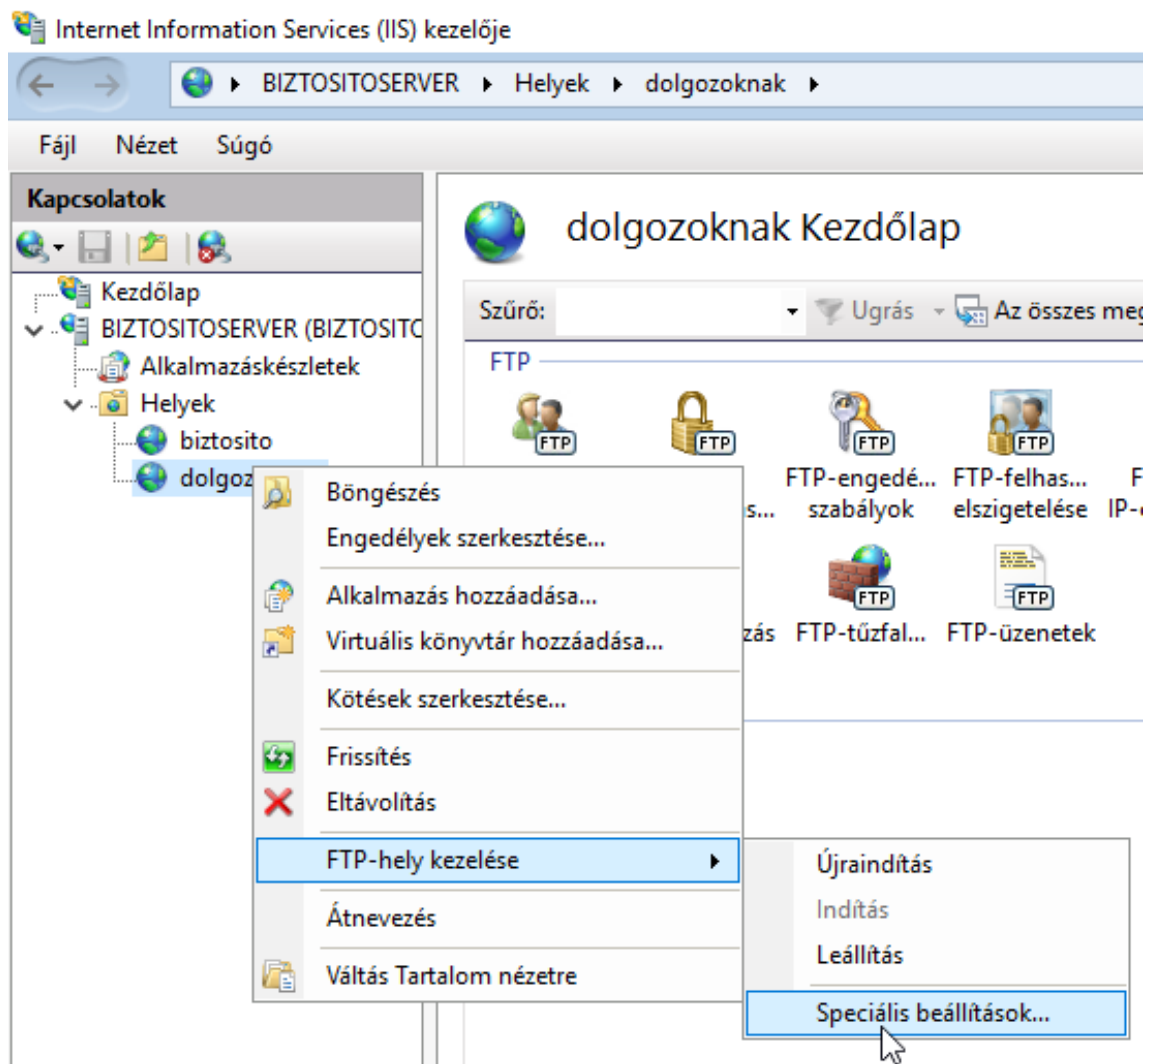 Internet Information Services (IIS) kezelője
BIZTOSITOSERVER Helyek dolgozoknak
Fájl Nézet Súgó
Kapcsolatok
Kezdőlap
BIZTOSITOSERVER (BIZTOSITO
Alkalmazáskészletek
Helyek
biztosito
dolgoz
dolgozoknak Kezdőlap
Szűrő: Ugrás Az összes meg
FTP
FTP FTP FTP FTP
FTP-engedé... FTP-felhas... F
s... szabályok elszigetelése IP-
FTP FTP
zás FTP-tűzfal... FTP-üzenetek
Böngészés
Engedélyek szerkesztése...
Alkalmazás hozzáadása...
Virtuális könyvtár hozzáadása...
Kötések szerkesztése...
Frissítés
Eltávolítás
FTP-hely kezelése
Átnevezés
Váltás Tartalom nézetre
Újraindítás
Indítás
Leállítás
Speciális beállítások...